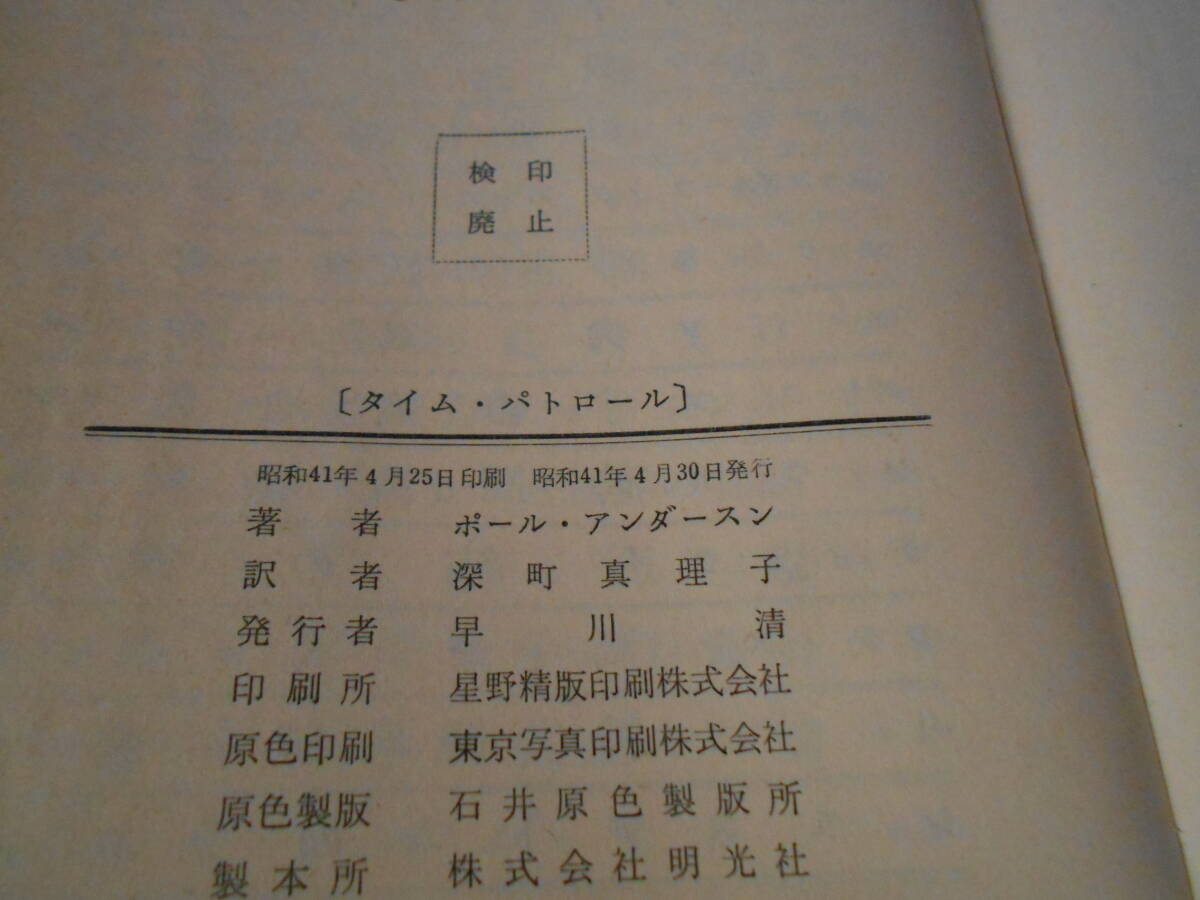 検印
廃止
〔タイム・パトロール〕
昭和41年4月25日印刷 昭和41年4月30日発行
著者 ポール・アンダースン
訳者 深町真理子
発行者 早川清
印刷所 星野精版印刷株式会社
原色印刷 東京写真印刷株式会社
原色製版 石井原色製版所
製本所 株式会社明光社